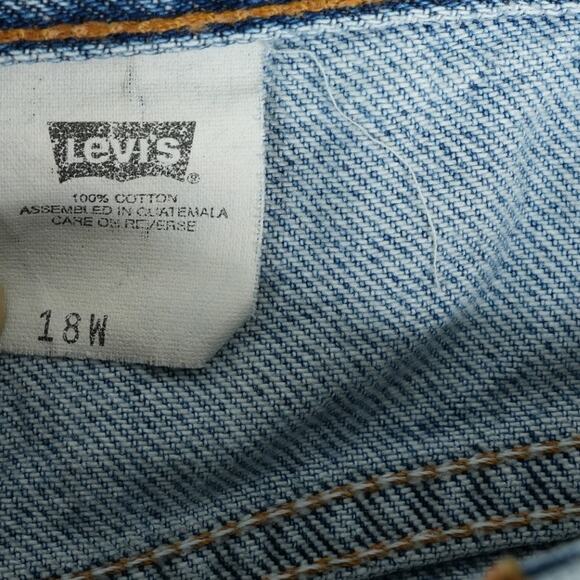 Levi's ®
100% COTTON
ASSEMBLED IN GUATEMALA
CARE ON REVERSE
18W